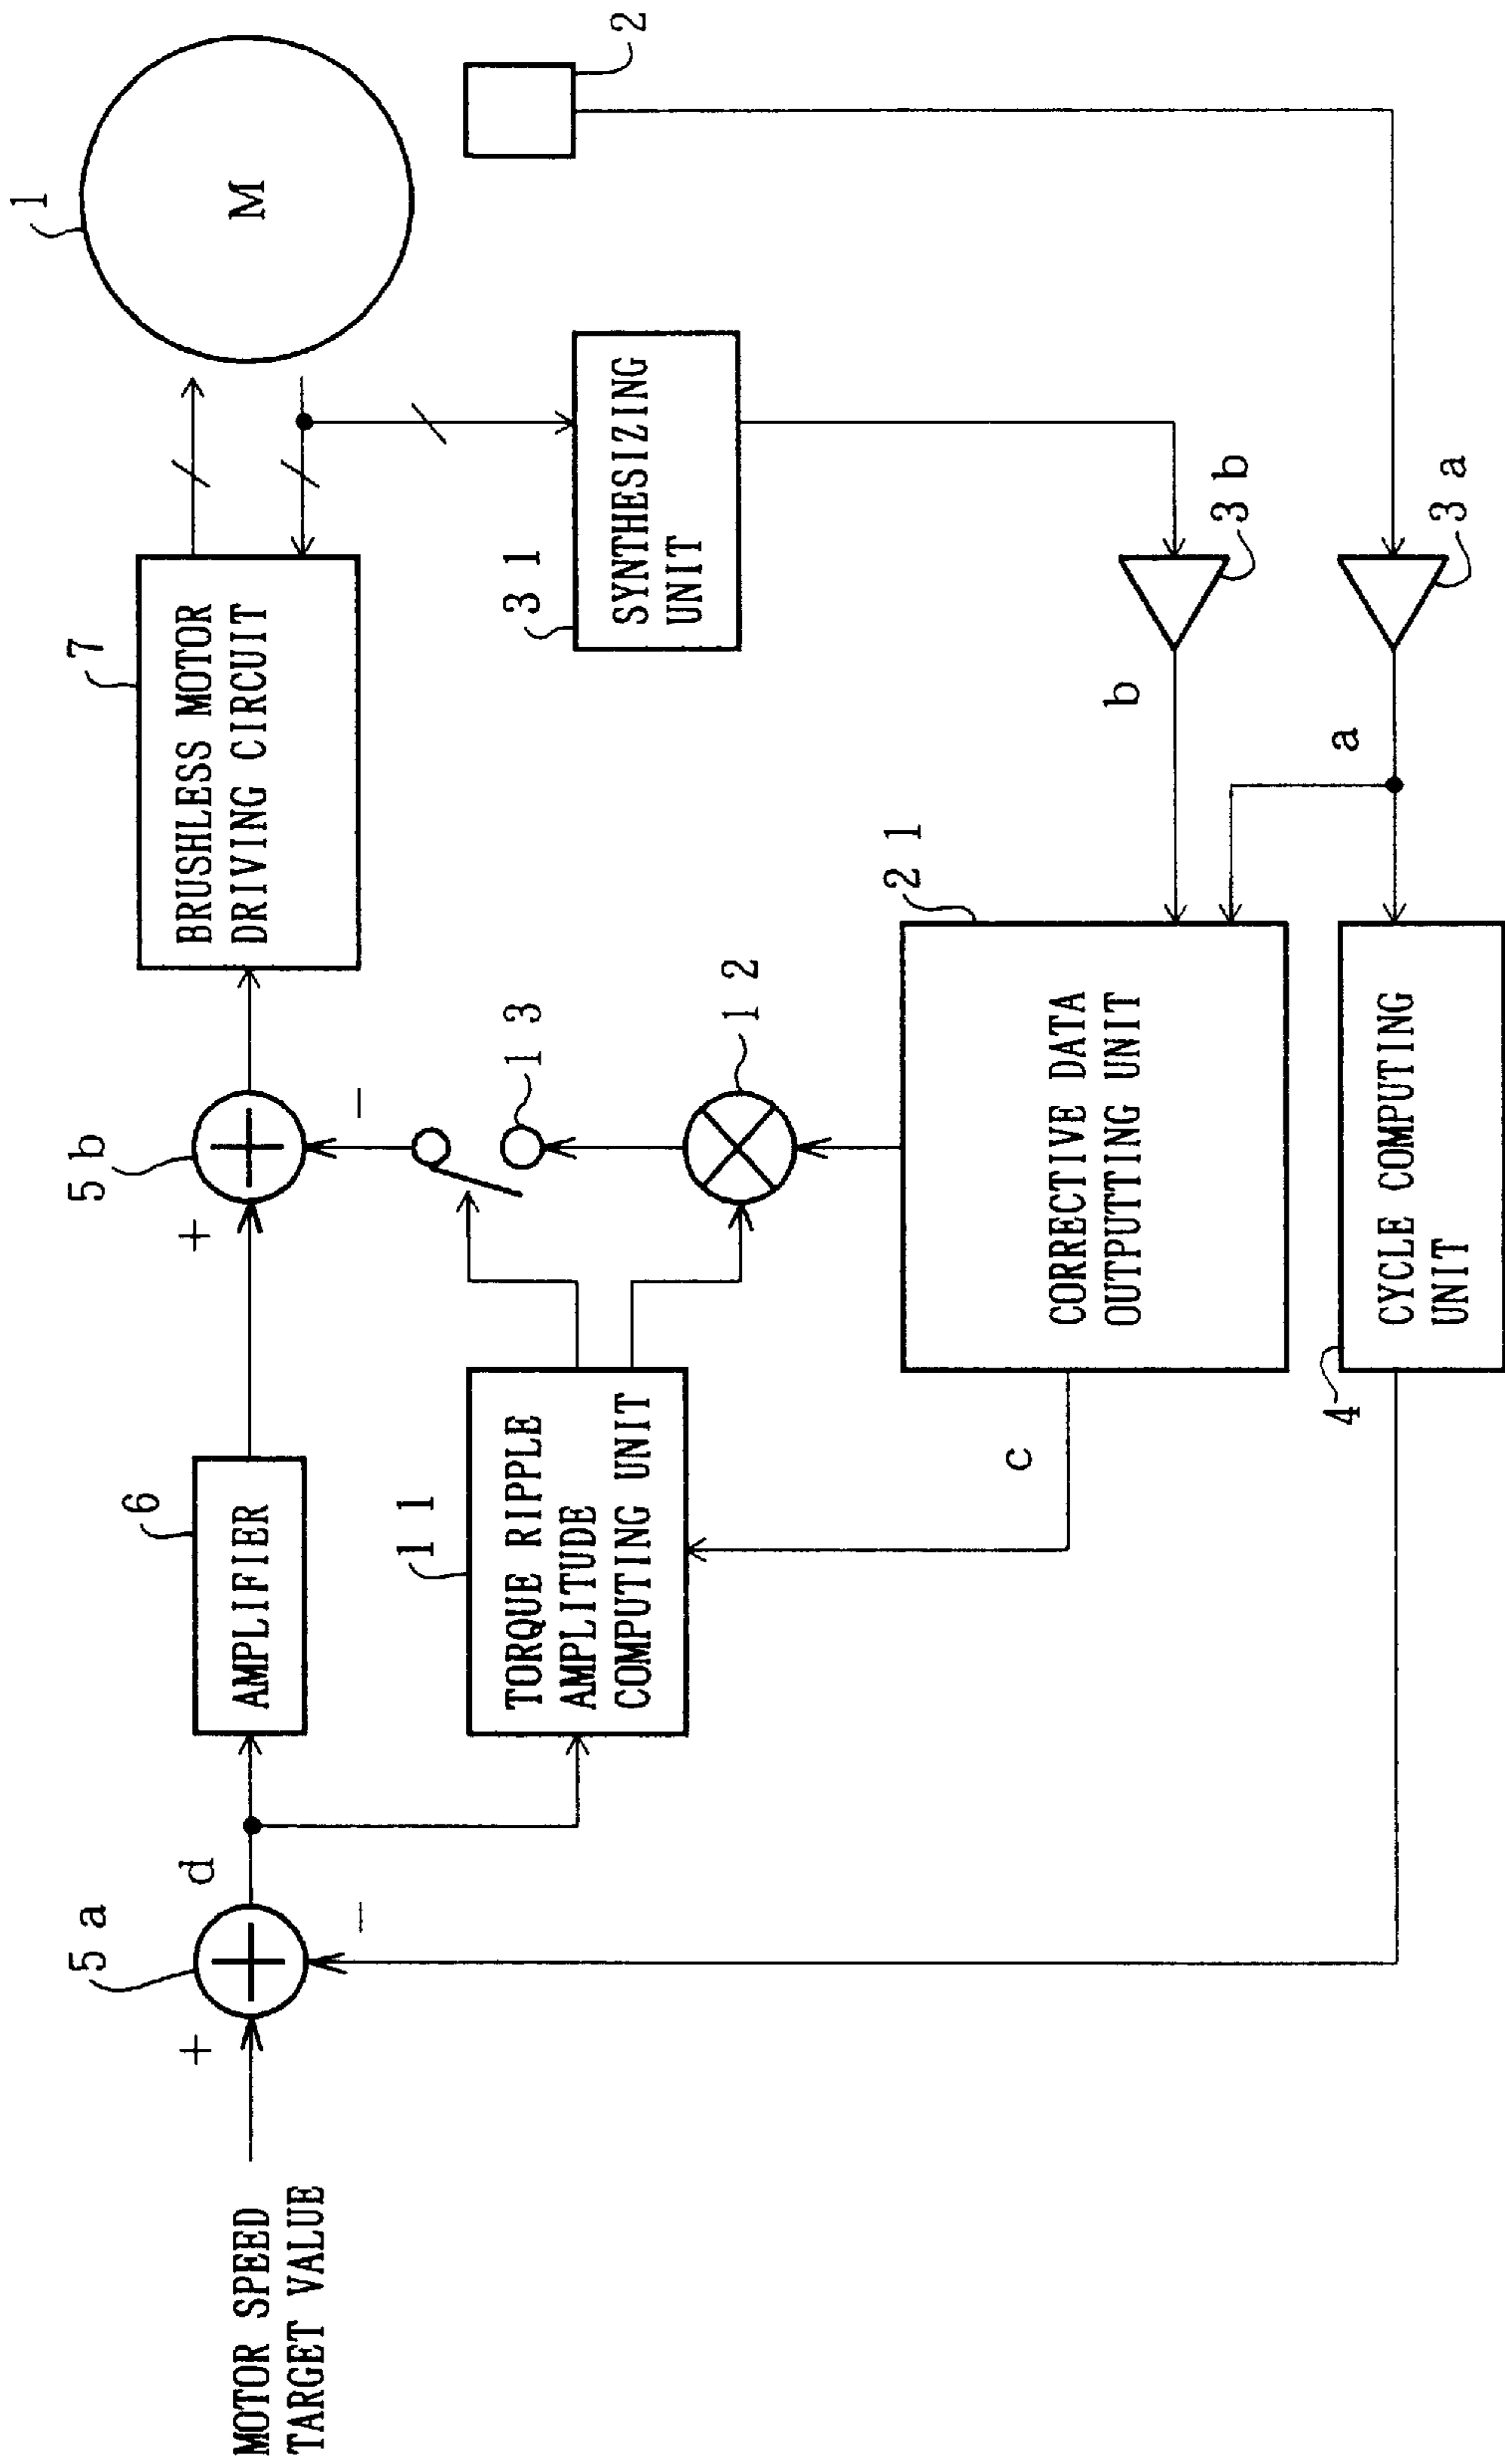 1
M
2
7
BRUSHLESS MOTOR
DRIVING CIRCUIT
3 1
SYNTHESIZING
UNIT
3 b
3 a
b
a
5 b
+
−
1 3
1 2
2 1
CORRECTIVE DATA
OUTPUTTING UNIT
CYCLE COMPUTING
UNIT
4
6
AMPLIFIER
1 1
TORQUE RIPPLE
AMPLITUDE
COMPUTING UNIT
c
5 a
d
+
−
MOTOR SPEED
TARGET VALUE